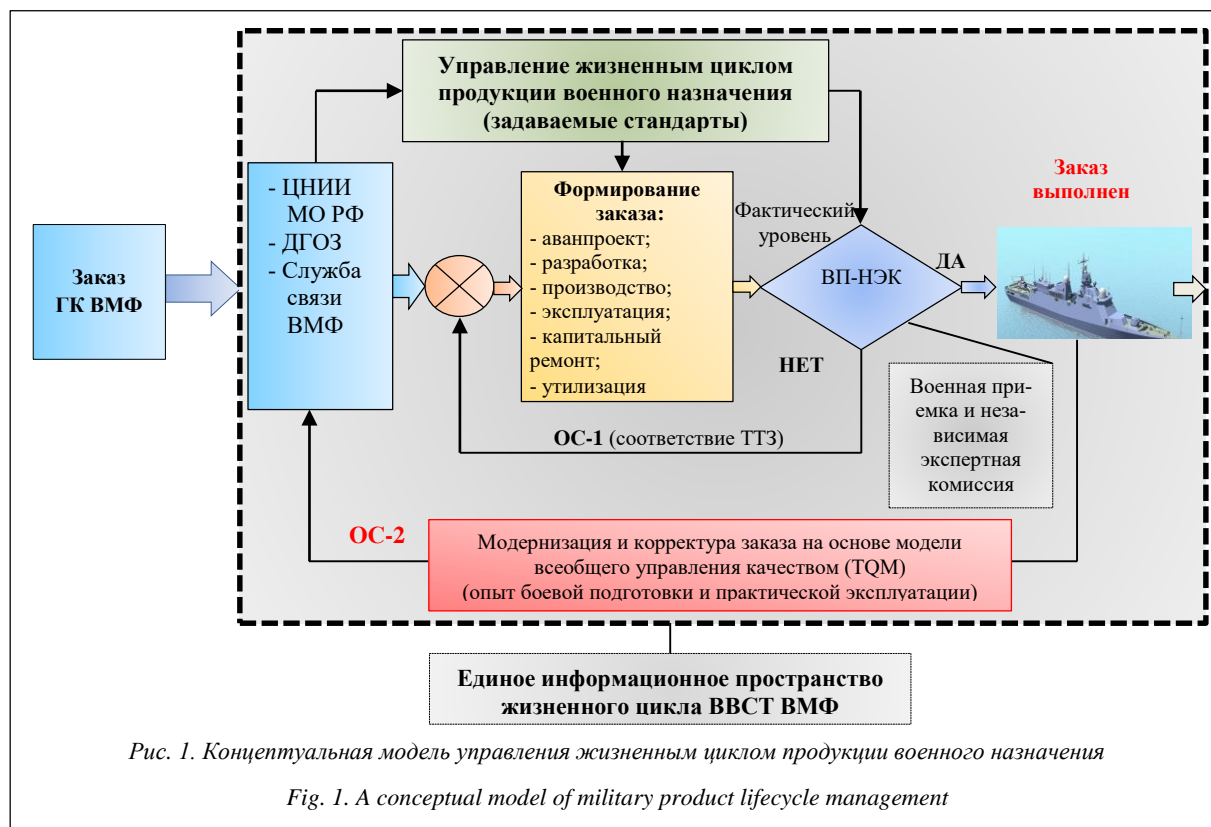 Управление жизненным циклом
продукции военного назначения
(задаваемые стандарты)
Заказ
ГК ВМФ
- ЦНИИ
МО РФ
- ДГОЗ
- Служба
связи
ВМФ
Формирование
заказа:
- аванпроект;
- разработка;
- производство;
- эксплуатация;
- капитальный
ремонт;
- утилизация
Фактический
уровень
ВП-НЭК
ДА
НЕТ
Заказ
выполнен
ОС-1 (соответствие ТТЗ)
Военная при-
емка и неза-
висимая
экспертная
комиссия
ОС-2
Модернизация и корректура заказа на основе модели
всеобщего управления качеством (TQM)
(опыт боевой подготовки и практической эксплуатации)
Единое информационное пространство
жизненного цикла ВВСТ ВМФ
Рис. 1. Концептуальная модель управления жизненным циклом продукции военного назначения
Fig. 1. A conceptual model of military product lifecycle management